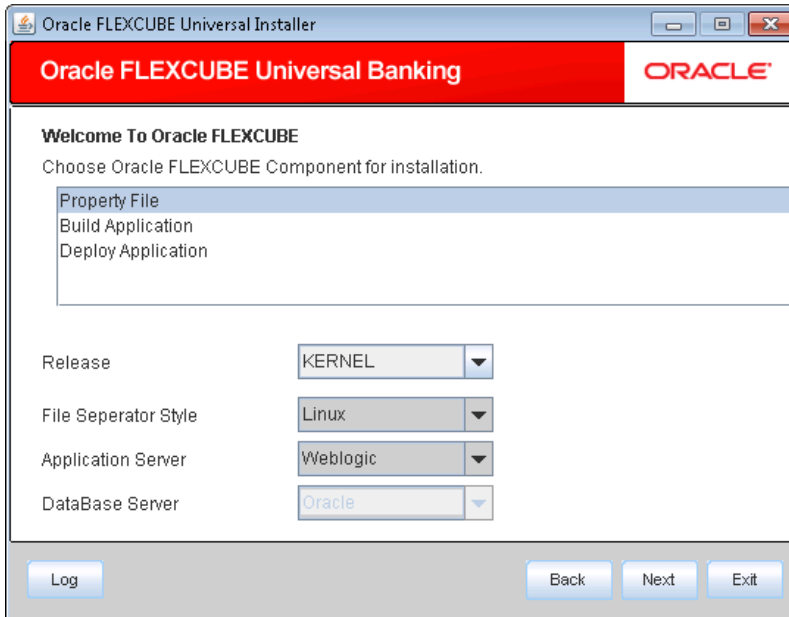 Oracle FLEXCUBE Universal Installer
Oracle FLEXCUBE Universal Banking
ORACLE
Welcome To Oracle FLEXCUBE
Choose Oracle FLEXCUBE Component for installation.
Property File
Build Application
Deploy Application
Release KERNEL
File Seperator Style Linux
Application Server Weblogic
DataBase Server Oracle
Log Back Next Exit